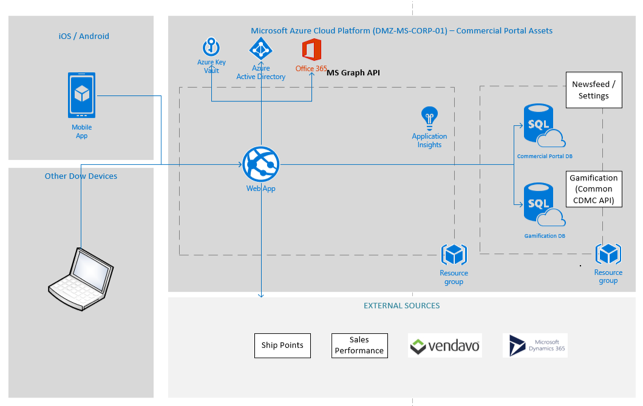 iOS / Android
Mobile
App
Other Dow Devices
Microsoft Azure Cloud Platform (DMZ-MS-CORP-01) – Commercial Portal Assets
Azure Key
Vault
Azure
Active Directory
Office 365
MS Graph API
Application
Insights
Web App
Resource
group
Newsfeed /
Settings
SQL
Commercial Portal DB
Gamification
(Common
CDMC API)
SQL
Gamification DB
Resource
group
EXTERNAL SOURCES
Ship Points
Sales
Performance
vendavo
Microsoft
Dynamics 365